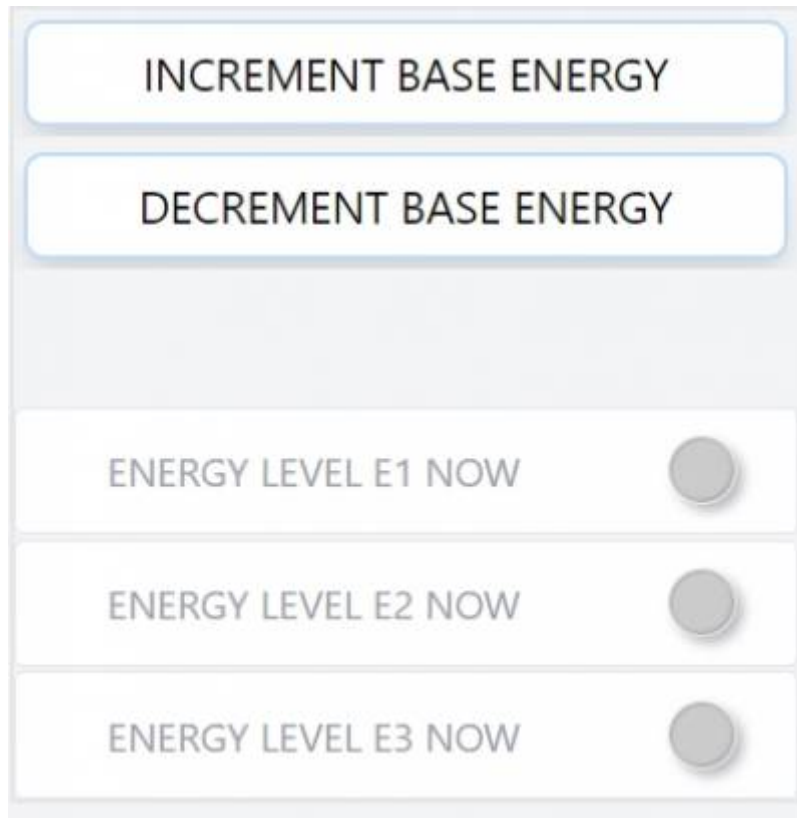 INCREMENT BASE ENERGY
DECREMENT BASE ENERGY
ENERGY LEVEL E1 NOW
ENERGY LEVEL E2 NOW
ENERGY LEVEL E3 NOW